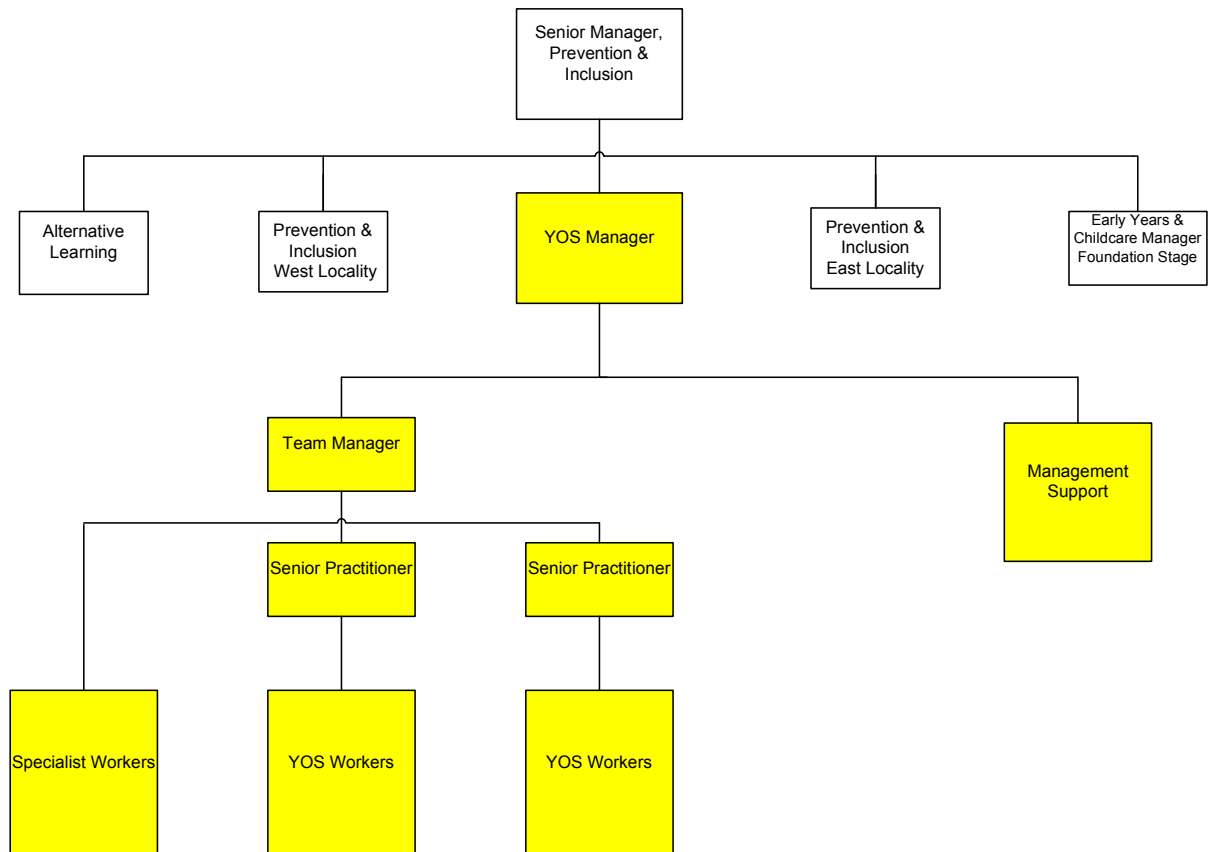 Senior Manager,
Prevention &
Inclusion
Alternative
Learning
Prevention &
Inclusion
West Locality
YOS Manager
Prevention &
Inclusion
East Locality
Early Years &
Childcare Manager
Foundation Stage
Team Manager
Management
Support
Senior Practitioner
Senior Practitioner
Specialist Workers
YOS Workers
YOS Workers